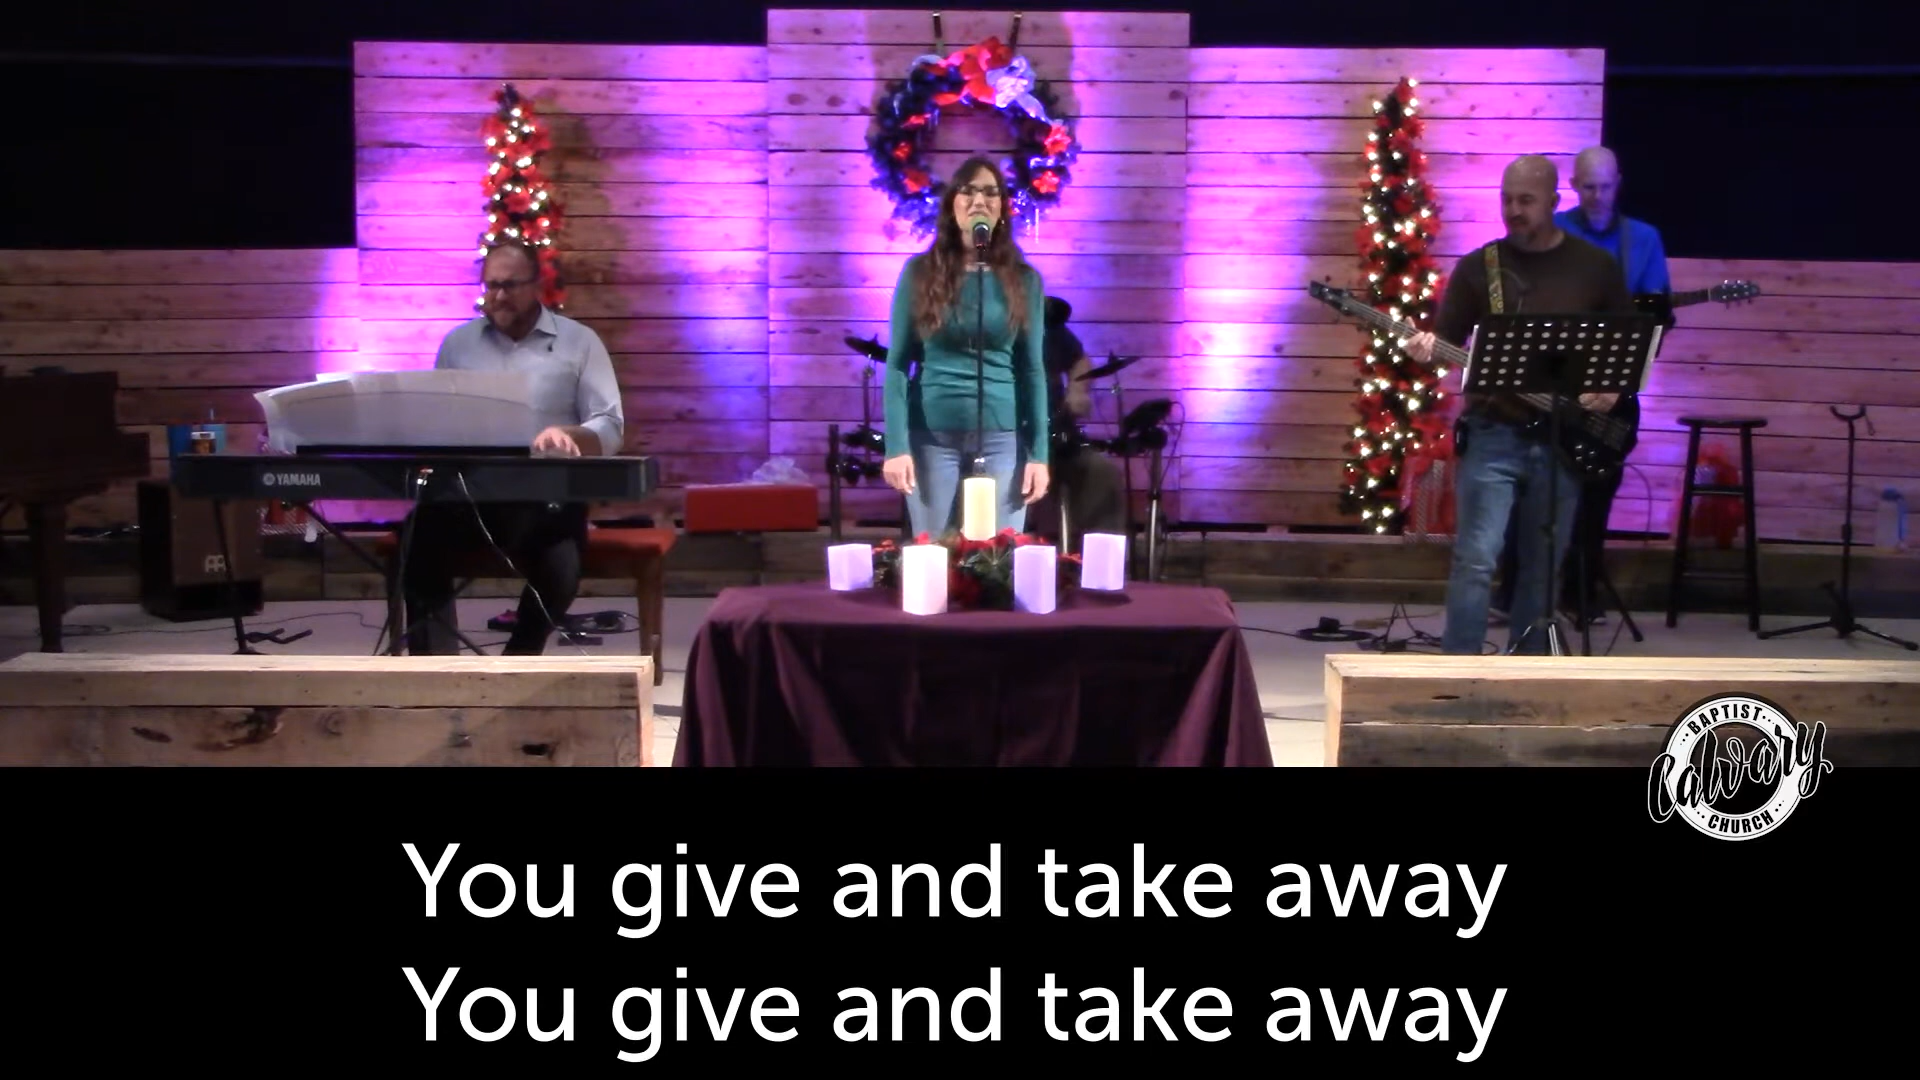 YAMAHA
BAPTIST
Calvary
CHURCH
You give and take away
You give and take away